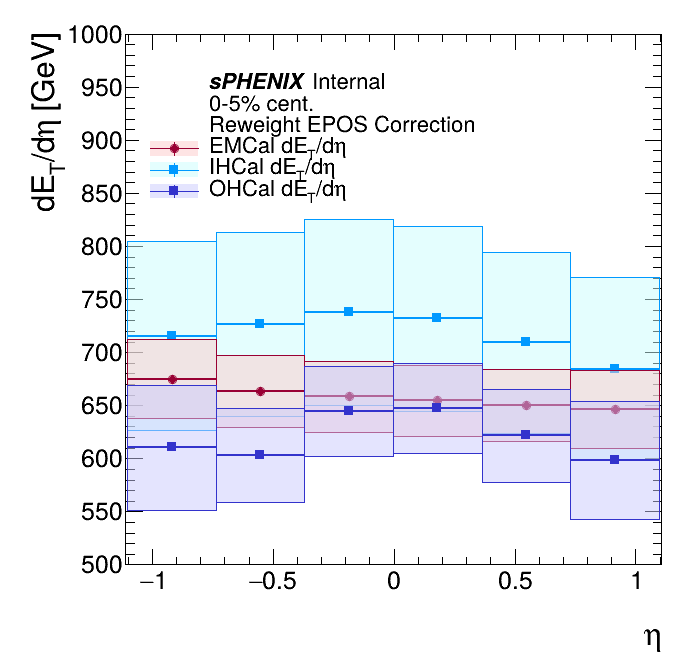 dE_T/dη [GeV]
1000
950
900
850
800
750
700
650
600
550
500
sPHENIX Internal
0-5% cent.
Reweight EPOS Correction
EMCal dE_T/dη
IHCal dE_T/dη
OHCal dE_T/dη
−1 −0.5 0 0.5 1
η